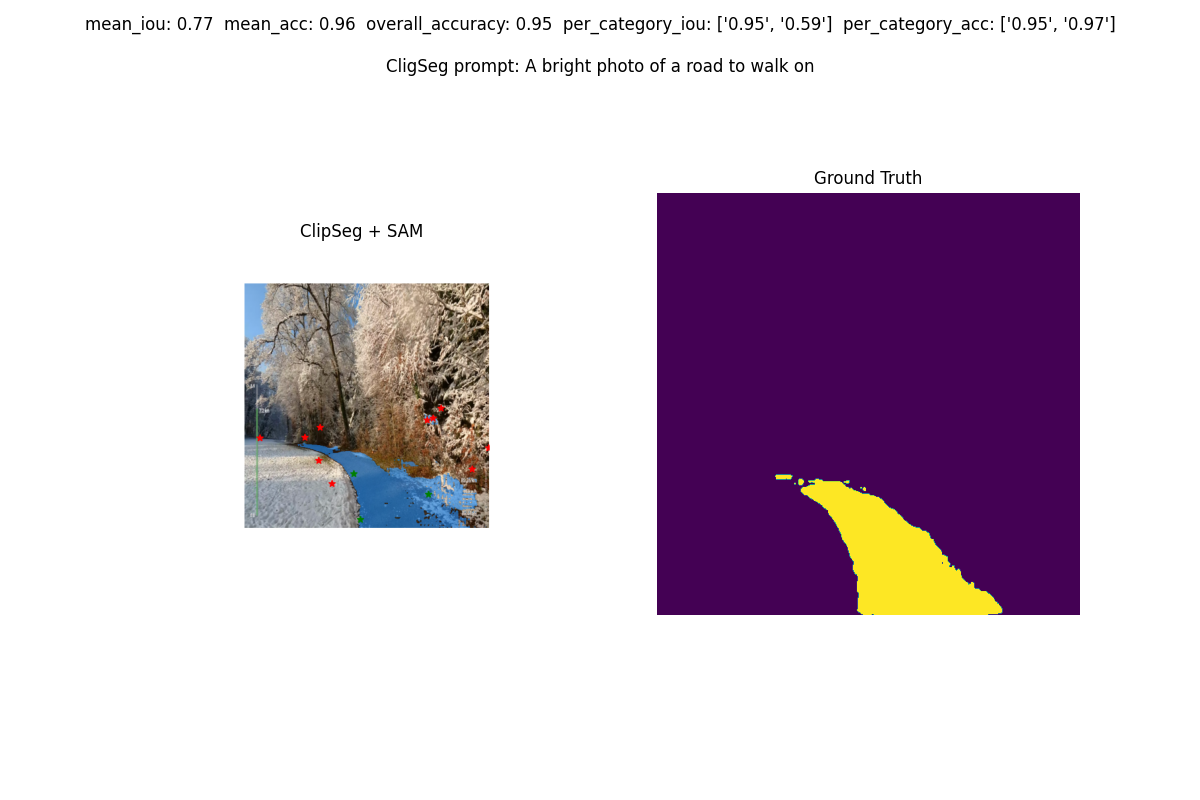 mean_iou: 0.77  mean_acc: 0.96  overall_accuracy: 0.95  per_category_iou: ['0.95', '0.59']  per_category_acc: ['0.95', '0.97']
CligSeg prompt: A bright photo of a road to walk on
Ground Truth
ClipSeg + SAM